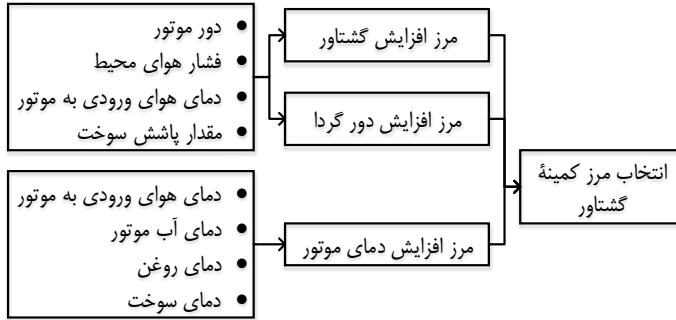 • دور موتور
• فشار هوای محیط
• دمای هوای ورودی به موتور
• مقدار پاشش سوخت
مرز افزایش گشتاور
مرز افزایش دور گردا
• دمای هوای ورودی به موتور
• دمای آب موتور
• دمای روغن
• دمای سوخت
مرز افزایش دمای موتور
انتخاب مرز کمینهٔ
گشتاور